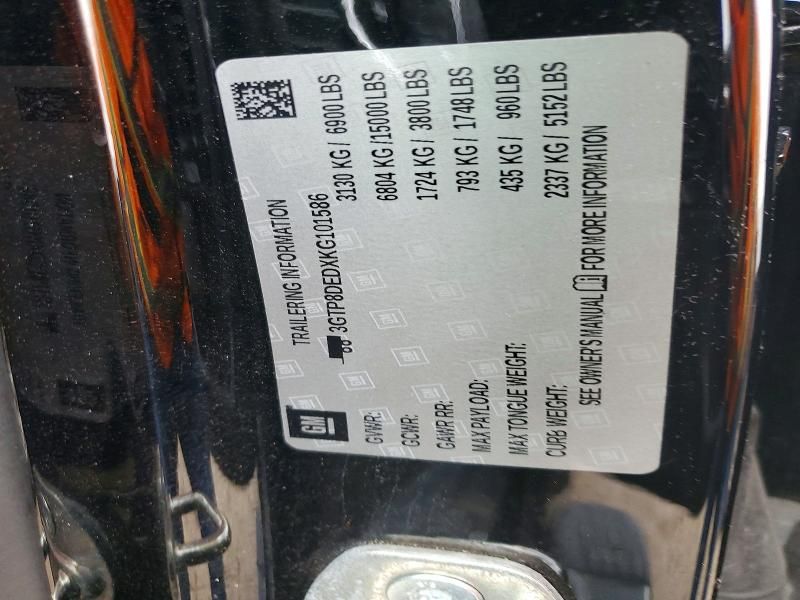 GM
TRAILERING INFORMATION
3GTP8DEDXKG101586
GVWR: 3130 KG / 6900 LBS
GCWR: 6804 KG /15000 LBS
GAWR RR: 1724 KG / 3800 LBS
MAX PAYLOAD: 793 KG / 1748 LBS
MAX TONGUE WEIGHT: 435 KG / 960 LBS
CURB WEIGHT: 2337 KG / 5152 LBS
SEE OWNER'S MANUAL FOR MORE INFORMATION